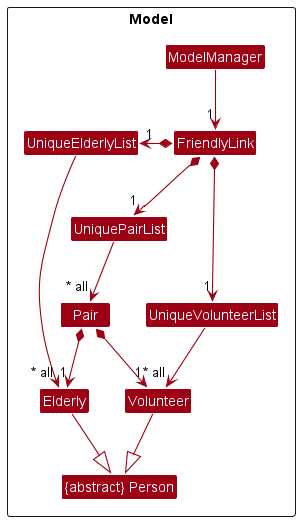 Model
ModelManager
1
UniqueElderlyList
1
FriendlyLink
1
UniquePairList
* all
1
Pair
UniqueVolunteerList
* all
1
1
* all
Elderly
Volunteer
{abstract} Person